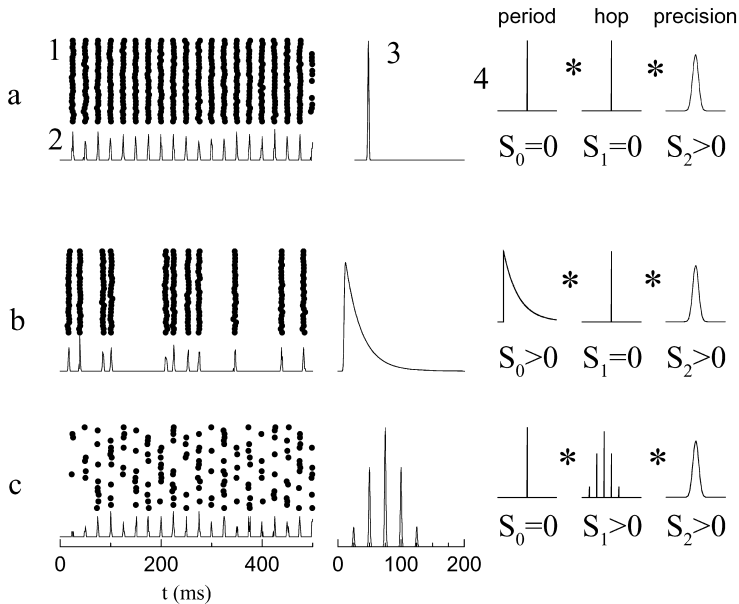 period hop precision
1 3 4 * *
a
2
S0=0 S1=0 S2>0
* *
b
S0>0 S1=0 S2>0
* *
c
S0=0 S1>0 S2>0
0 200 400 0 100 200
t (ms)